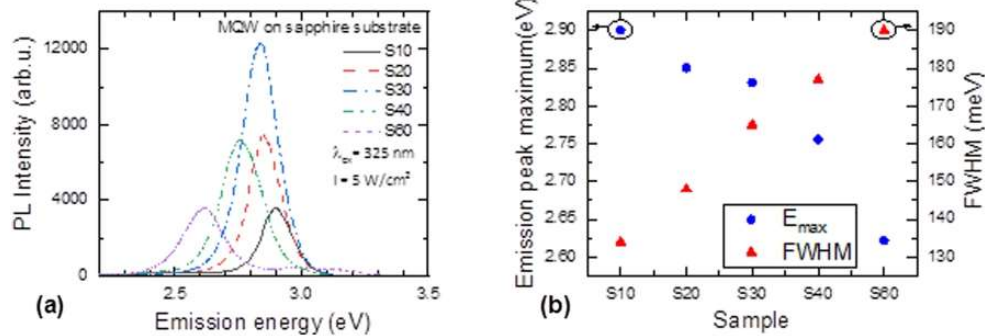 MQW on sapphire substrate
S10
S20
S30
S40
S60
λex = 325 nm
I = 5 W/cm²
12000
8000
4000
0
PL Intensity (arb.u.)
2.5
3.0
3.5
Emission energy (eV)
(a)
2.90
2.85
2.80
2.75
2.70
2.65
2.60
Emission peak maximum(eV)
190
180
170
160
150
140
130
FWHM (meV)
Emax
FWHM
S10
S20
S30
S40
S60
Sample
(b)